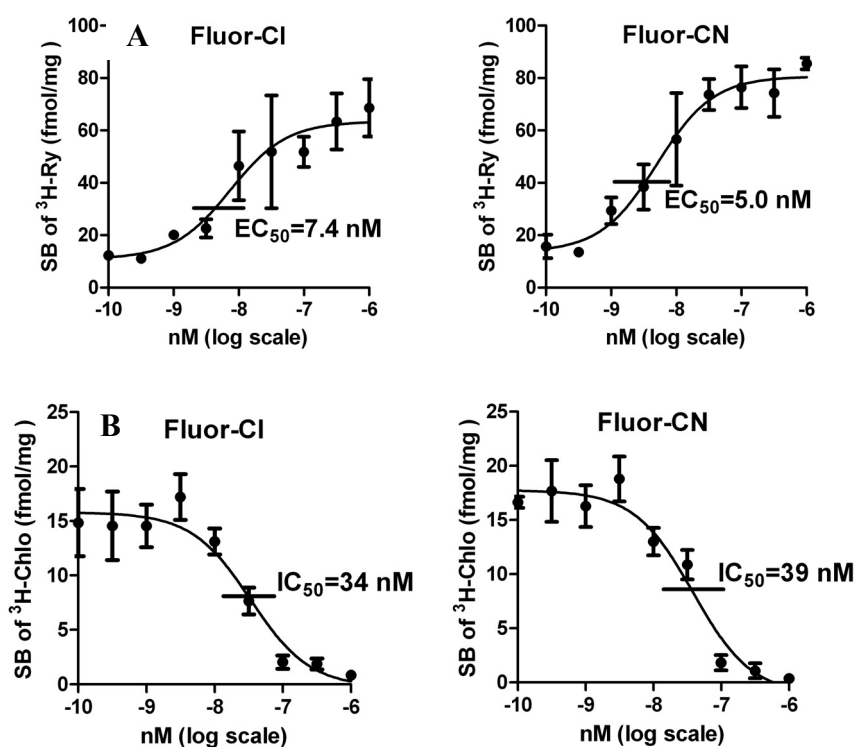 A
Fluor-Cl
SB of ³H-Ry (fmol/mg)
100
80
60
40
20
0
EC₅₀=7.4 nM
-10 -9 -8 -7 -6
nM (log scale)
Fluor-CN
SB of ³H-Ry (fmol/mg)
100
80
60
40
20
0
EC₅₀=5.0 nM
-10 -9 -8 -7 -6
nM (log scale)
B
Fluor-Cl
SB of ³H-Chlo (fmol/mg)
25
20
15
10
5
0
IC₅₀=34 nM
-10 -9 -8 -7 -6
nM (log scale)
Fluor-CN
SB of ³H-Chlo (fmol/mg)
25
20
15
10
5
0
IC₅₀=39 nM
-10 -9 -8 -7 -6
nM (log scale)